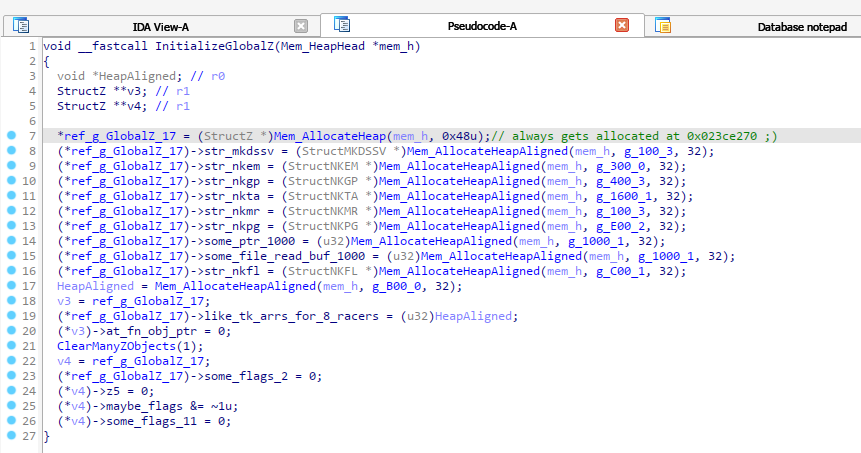 IDA View-A
Pseudocode-A
Database notepad
1 void __fastcall InitializeGlobalZ(Mem_HeapHead *mem_h)
2 {
3   void *HeapAligned; // r0
4   StructZ **v3; // r1
5   StructZ **v4; // r1
6
7   *ref_g_GlobalZ_17 = (StructZ *)Mem_AllocateHeap(mem_h, 0x48u);// always gets allocated at 0x023ce270 ;)
8   (*ref_g_GlobalZ_17)->str_mkdssv = (StructMKDSSV *)Mem_AllocateHeapAligned(mem_h, g_100_3, 32);
9   (*ref_g_GlobalZ_17)->str_nkem = (StructNKEM *)Mem_AllocateHeapAligned(mem_h, g_300_0, 32);
10   (*ref_g_GlobalZ_17)->str_nkgp = (StructNKGP *)Mem_AllocateHeapAligned(mem_h, g_400_3, 32);
11   (*ref_g_GlobalZ_17)->str_nkta = (StructNKTA *)Mem_AllocateHeapAligned(mem_h, g_1600_1, 32);
12   (*ref_g_GlobalZ_17)->str_nkmr = (StructNKMR *)Mem_AllocateHeapAligned(mem_h, g_100_3, 32);
13   (*ref_g_GlobalZ_17)->str_nkpg = (StructNKPG *)Mem_AllocateHeapAligned(mem_h, g_E00_2, 32);
14   (*ref_g_GlobalZ_17)->some_ptr_1000 = (u32)Mem_AllocateHeapAligned(mem_h, g_1000_1, 32);
15   (*ref_g_GlobalZ_17)->some_file_read_buf_1000 = (u32)Mem_AllocateHeapAligned(mem_h, g_1000_1, 32);
16   (*ref_g_GlobalZ_17)->str_nkfl = (StructNKFL *)Mem_AllocateHeapAligned(mem_h, g_C00_1, 32);
17   HeapAligned = Mem_AllocateHeapAligned(mem_h, g_B00_0, 32);
18   v3 = ref_g_GlobalZ_17;
19   (*ref_g_GlobalZ_17)->like_tk_arrs_for_8_racers = (u32)HeapAligned;
20   (*v3)->at_fn_obj_ptr = 0;
21   ClearManyZObjects(1);
22   v4 = ref_g_GlobalZ_17;
23   (*ref_g_GlobalZ_17)->some_flags_2 = 0;
24   (*v4)->z5 = 0;
25   (*v4)->maybe_flags &= ~1u;
26   (*v4)->some_flags_11 = 0;
27 }